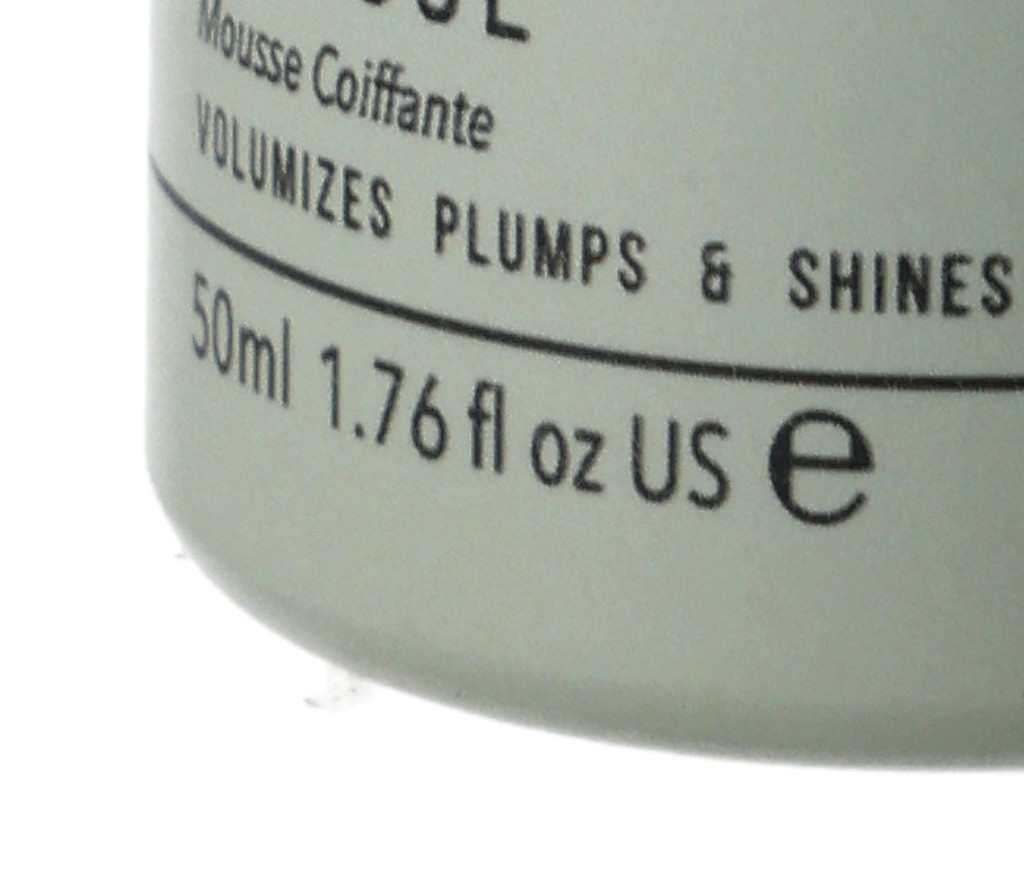 Mousse Coiffante
VOLUMIZES PLUMPS & SHINES
50ml 1.76 fl oz US e